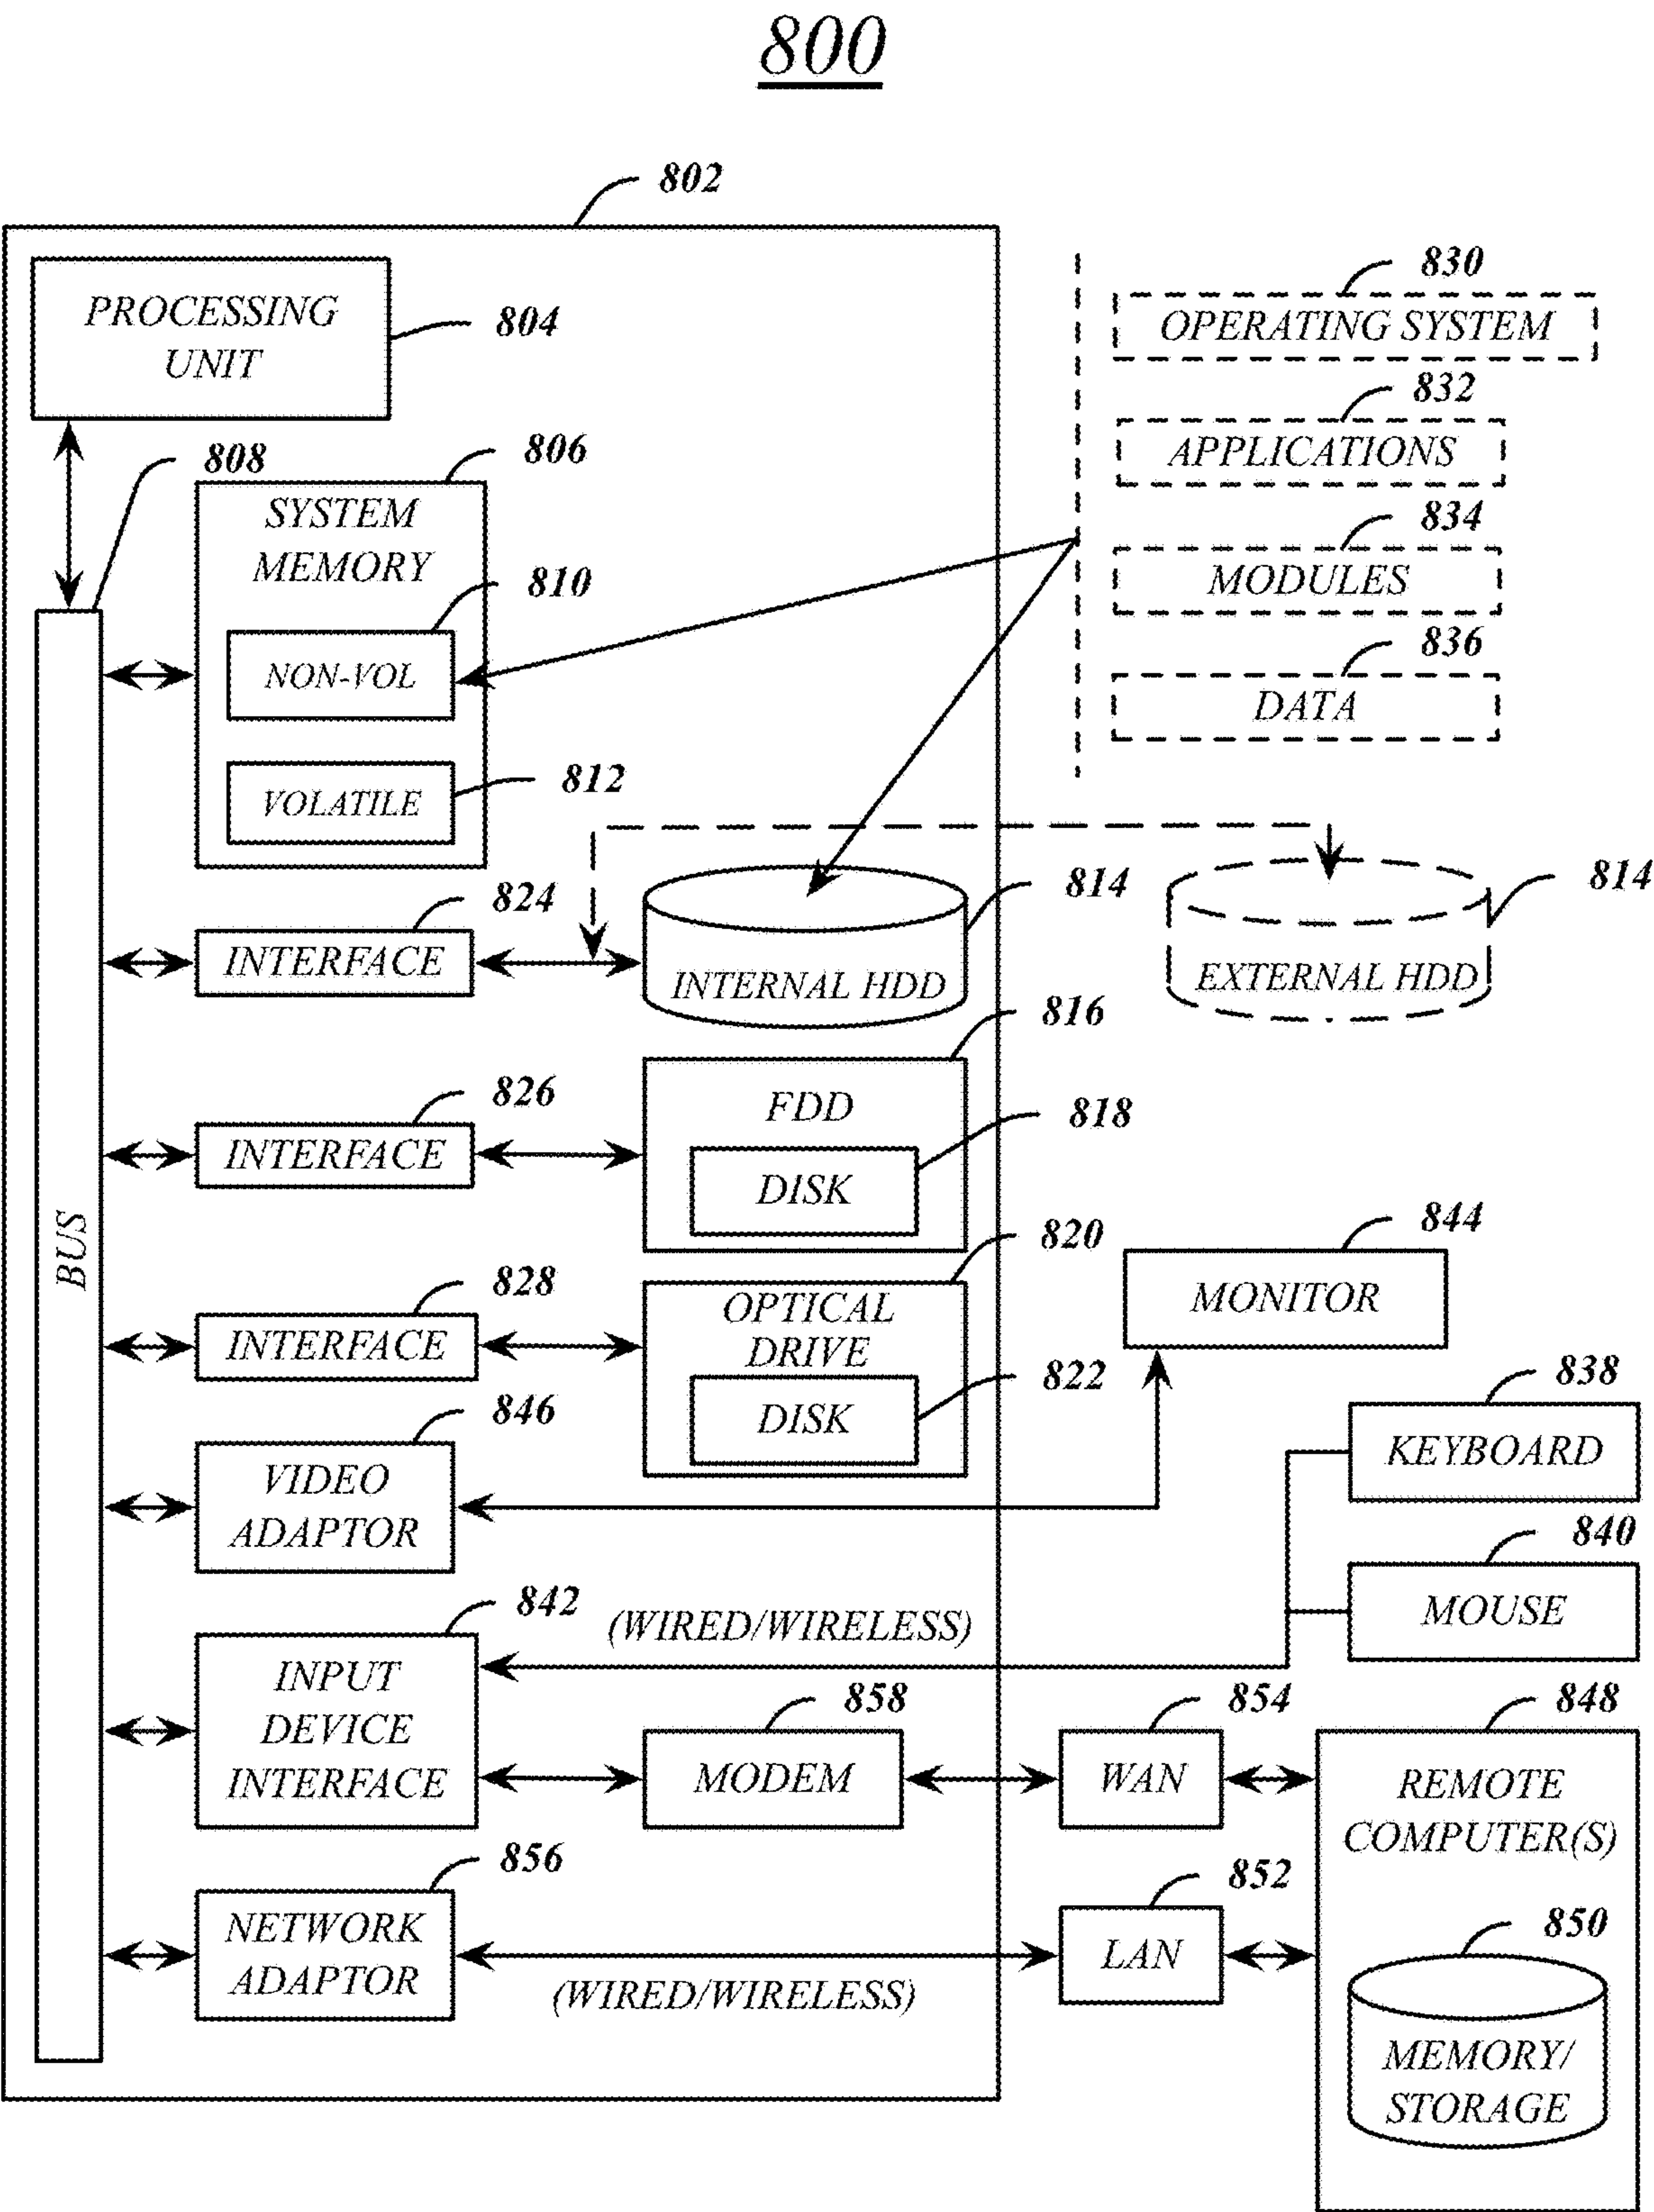 800
802
PROCESSING
UNIT
804
830
OPERATING SYSTEM
832
APPLICATIONS
834
MODULES
836
DATA
808
806
SYSTEM
MEMORY
810
NON-VOL
812
VOLATILE
BUS
824
INTERFACE
814
INTERNAL HDD
814
EXTERNAL HDD
826
INTERFACE
816
FDD
818
DISK
828
INTERFACE
820
OPTICAL
DRIVE
822
DISK
844
MONITOR
846
VIDEO
ADAPTOR
838
KEYBOARD
840
MOUSE
842
INPUT
DEVICE
INTERFACE
(WIRED/WIRELESS)
858
MODEM
854
WAN
848
REMOTE
COMPUTER(S)
856
NETWORK
ADAPTOR
(WIRED/WIRELESS)
852
LAN
850
MEMORY/
STORAGE